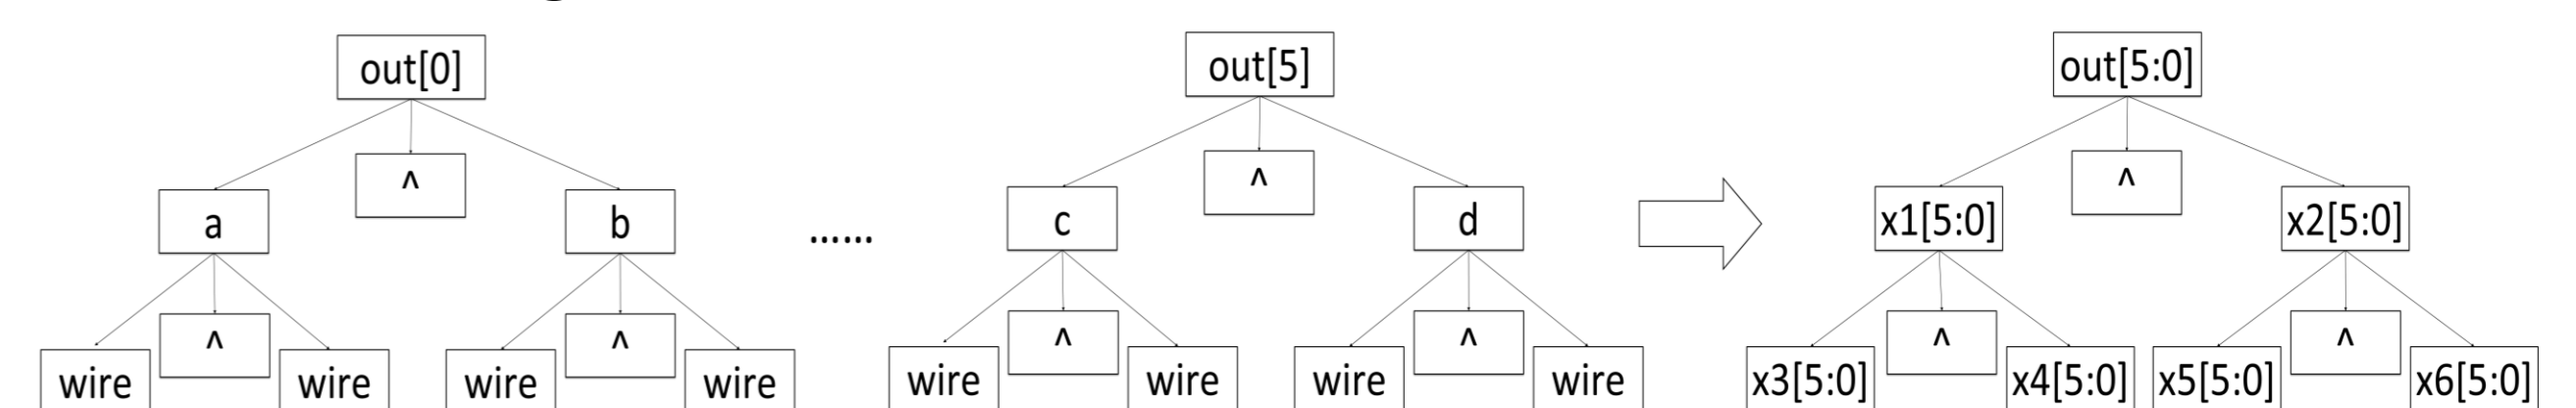 out[0]
out[5]
out[5:0]
^
^
^
a
b
......
c
d
x1[5:0]
x2[5:0]
^
^
^
^
^
^
wire
wire
wire
wire
wire
wire
wire
wire
x3[5:0]
x4[5:0]
x5[5:0]
x6[5:0]